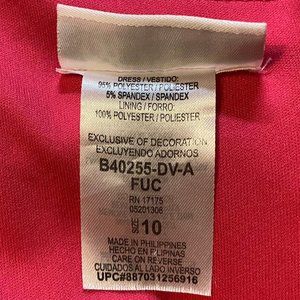 DRESS / VESTIDO:
95% POLYESTER / POLIESTER
5% SPANDEX / SPANDEX
LINING / FORRO:
100% POLYESTER / POLIESTER
EXCLUSIVE OF DECORATION
EXCLUYENDO ADORNOS
B40255-DV-A
FUC
RN 17175
05201306
SIZE 10
MADE IN PHILIPPINES
HECHO EN FILIPINAS
CARE ON REVERSE
CUIDADOS AL LADO INVERSO
UPC#887031256916